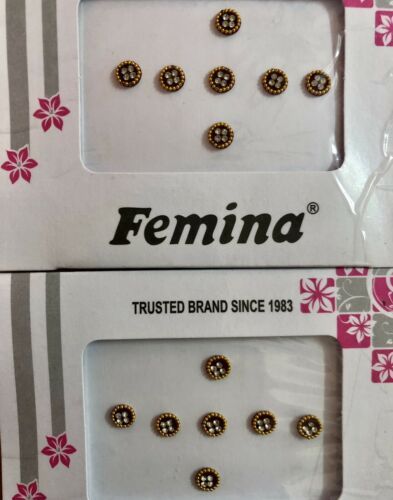 Femina®
TRUSTED BRAND SINCE 1983